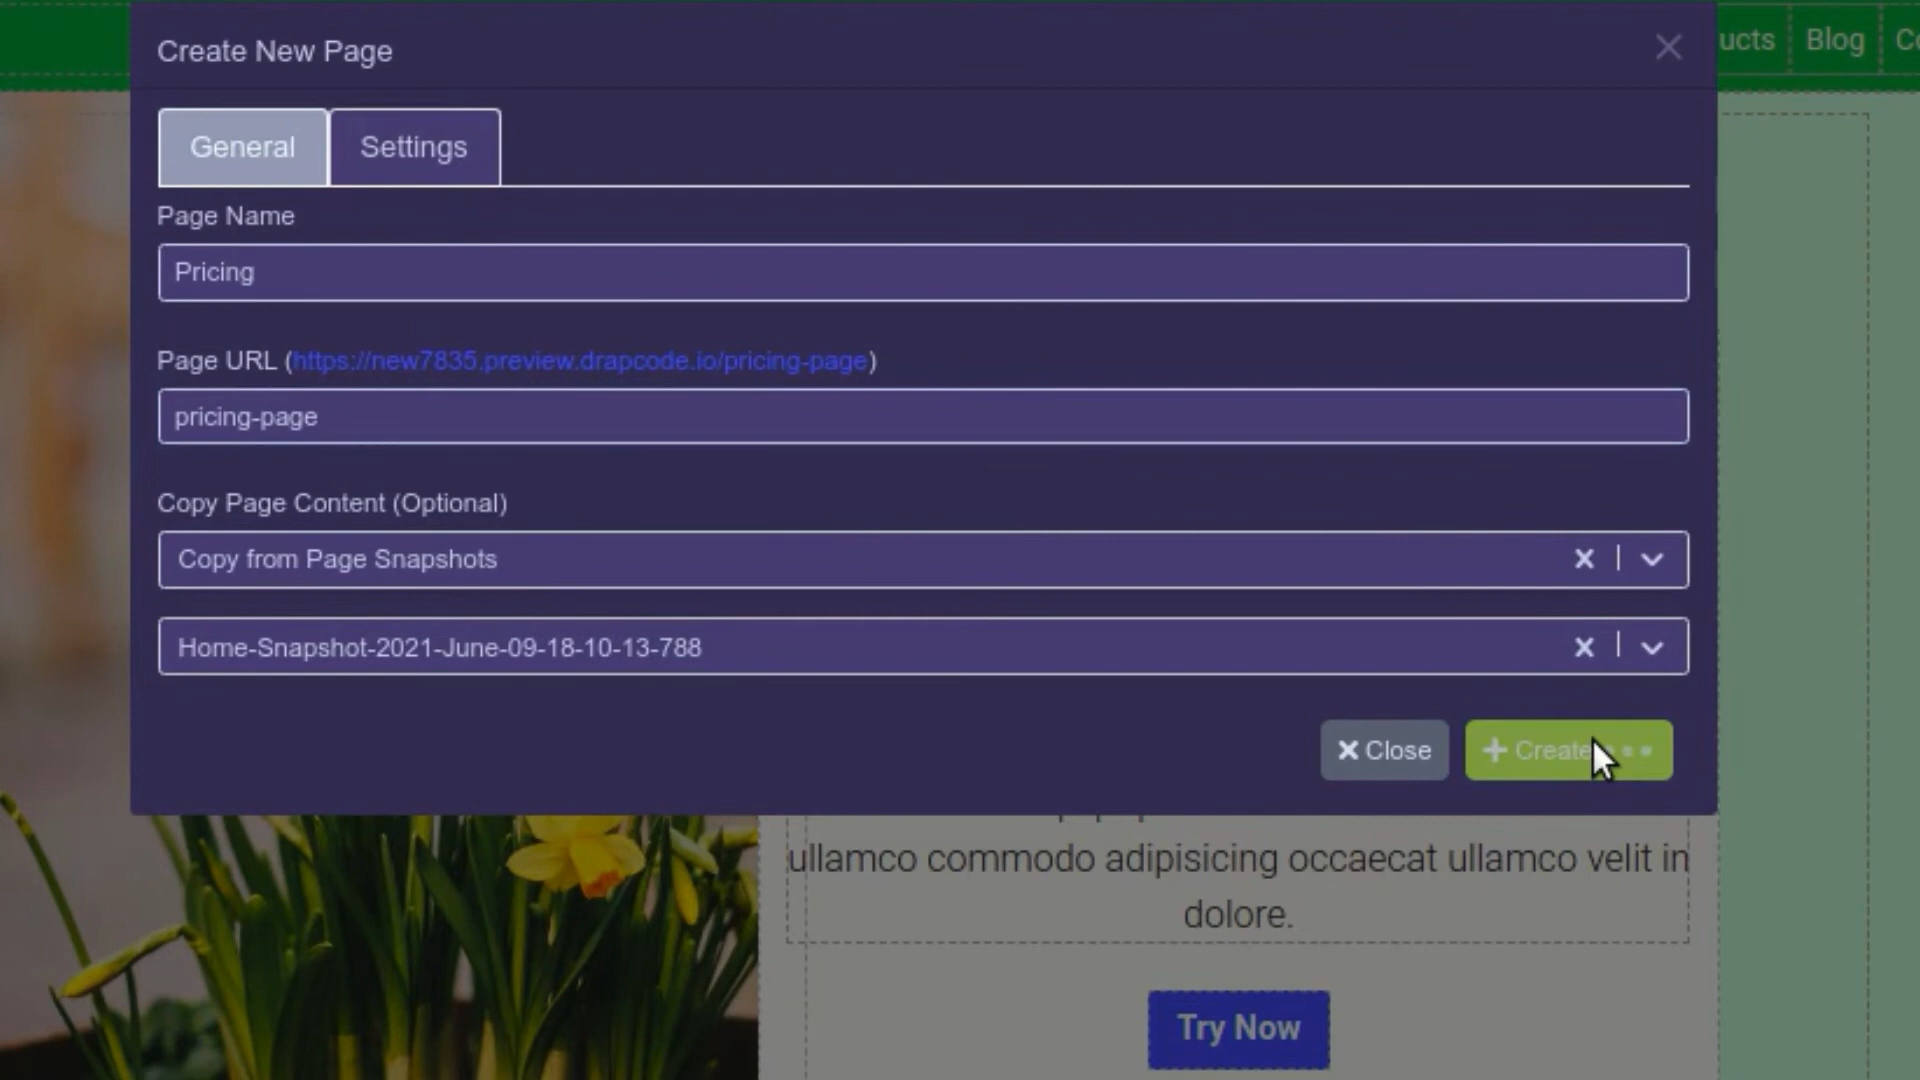 Create New Page
ucts
Blog
General
Settings
Page Name
Pricing
Page URL (https://new7835.preview.drapcode.io/pricing-page)
pricing-page
Copy Page Content (Optional)
Copy from Page Snapshots
Home-Snapshot-2021-June-09-18-10-13-788
Close
Create
ullamco commodo adipisicing occaecat ullamco velit in
dolore.
Try Now